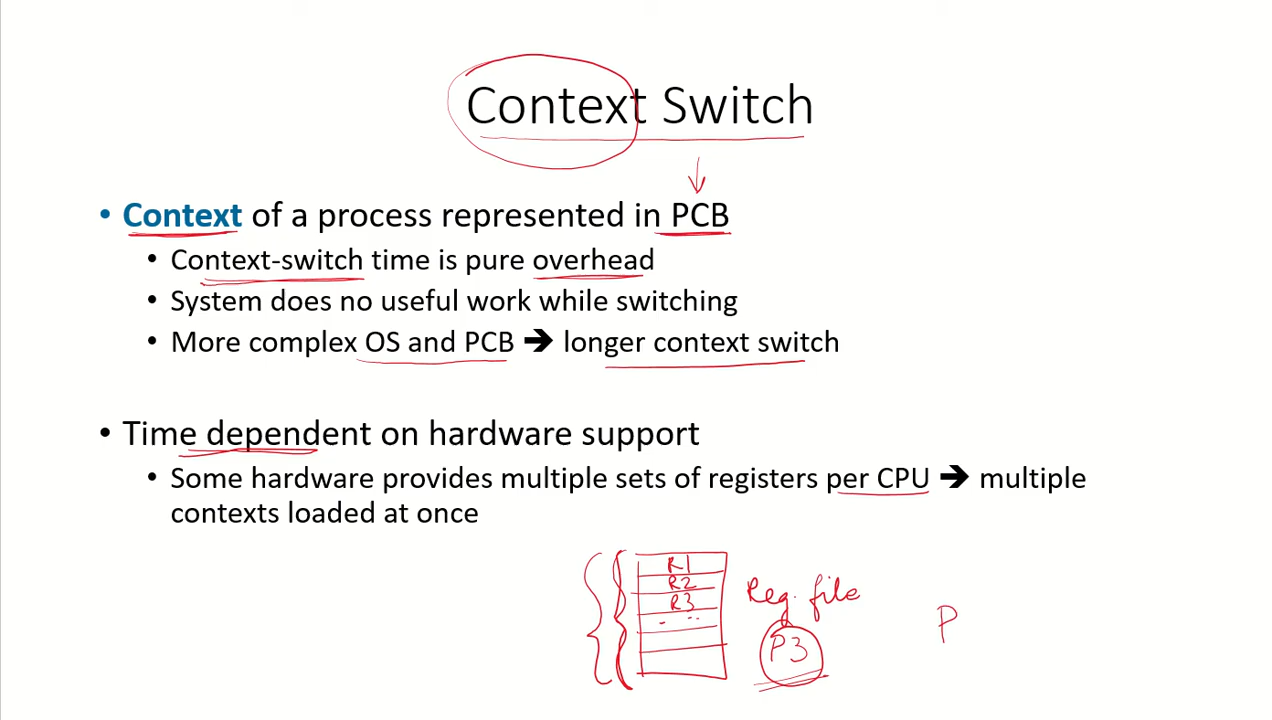 Context Switch
• Context of a process represented in PCB
• Context-switch time is pure overhead
• System does no useful work while switching
• More complex OS and PCB 🡺 longer context switch
• Time dependent on hardware support
• Some hardware provides multiple sets of registers per CPU 🡺 multiple
contexts loaded at once
R1
R2
R3
Reg. file
P3
P